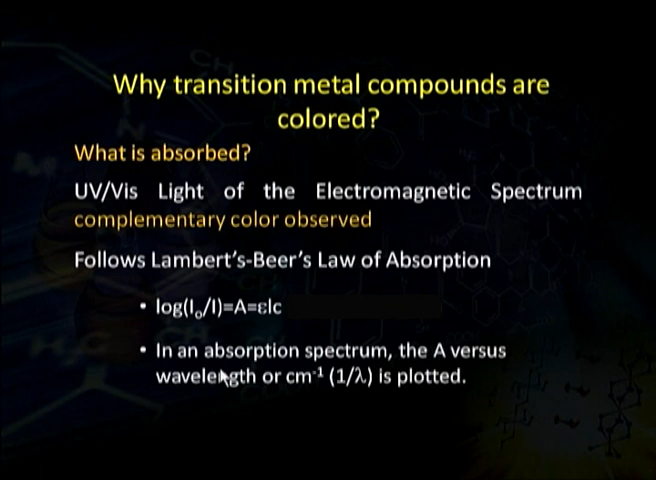 Why transition metal compounds are
colored?
What is absorbed?
UV/Vis Light of the Electromagnetic Spectrum
complementary color observed
Follows Lambert's-Beer's Law of Absorption
• log(I₀/I)=A=εlc
• In an absorption spectrum, the A versus
wavelength or cm⁻¹ (1/λ) is plotted.